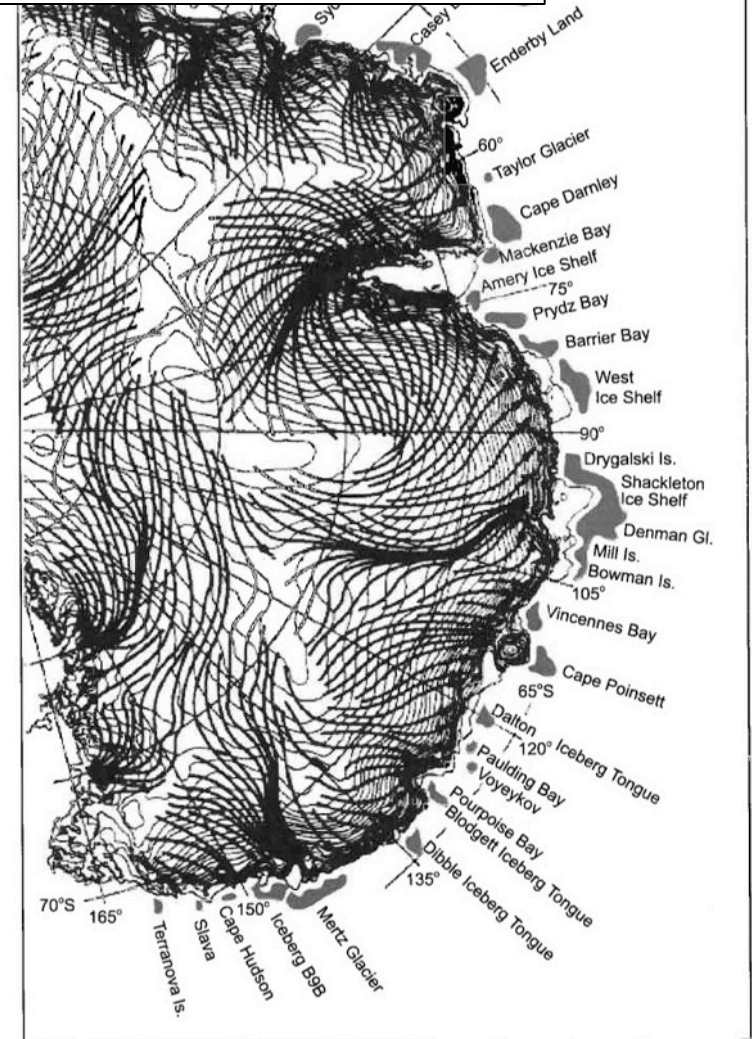 Enderby Land
60°
Taylor Glacier
Cape Darnley
Mackenzie Bay
Amery Ice Shelf
75°
Prydz Bay
Barrier Bay
West
Ice Shelf
90°
Drygalski Is.
Shackleton
Ice Shelf
Denman Gl.
Mill Is.
Bowman Is.
105°
Vincennes Bay
Cape Poinsett
65°S
Dalton Iceberg Tongue
120°
Paulding Bay
Voyeykov
Pourpoise Bay
Blodgett Iceberg Tongue
Dibble Iceberg Tongue
135°
Mertz Glacier
Iceberg B9B
150°
Cape Hudson
Slava
Terranova Is.
165°
70°S